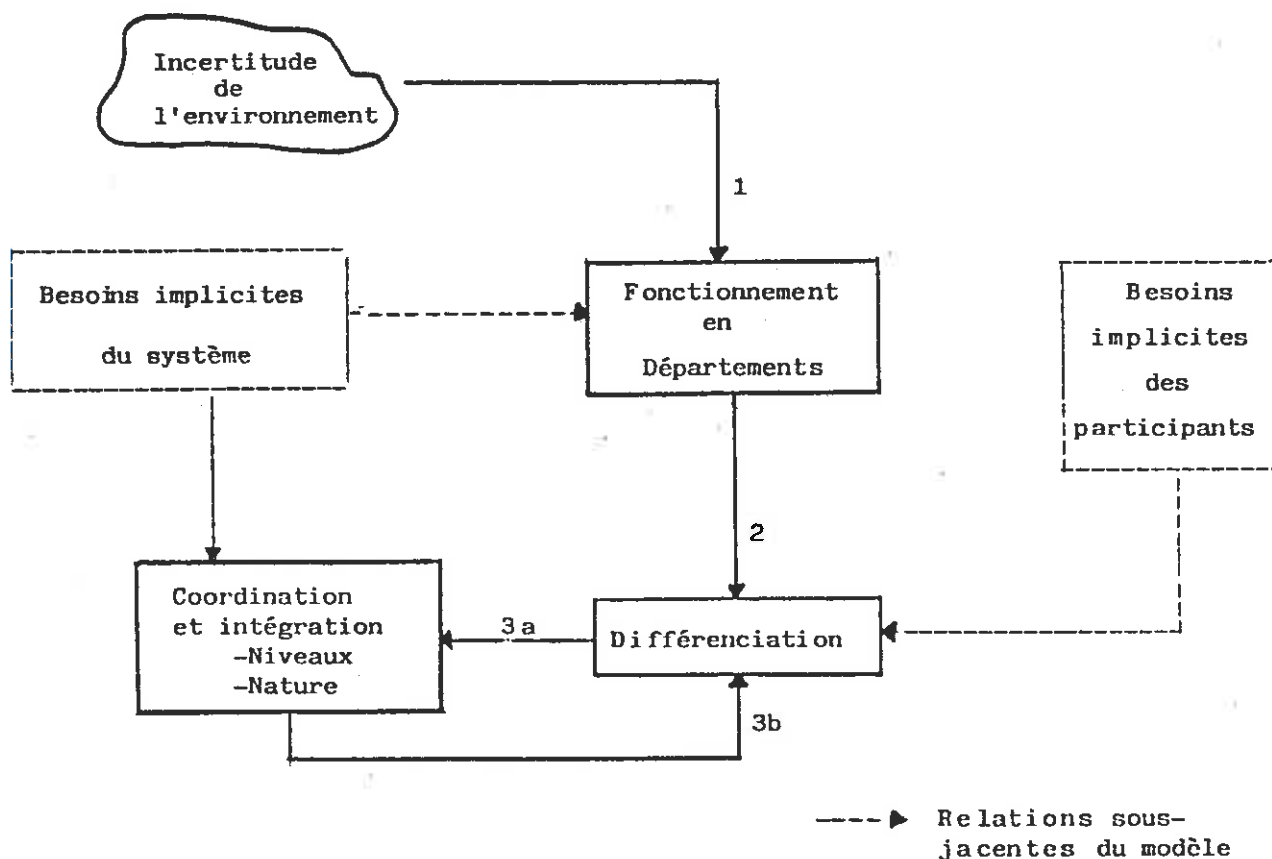 Incertitude
de
l'environnement
1
Besoins implicites
du système
Fonctionnement
en
Départements
Besoins
implicites
des
participants
2
Coordination
et intégration
-Niveaux
-Nature
3a
Différenciation
3b
Relations sous-
jacentes du modèle